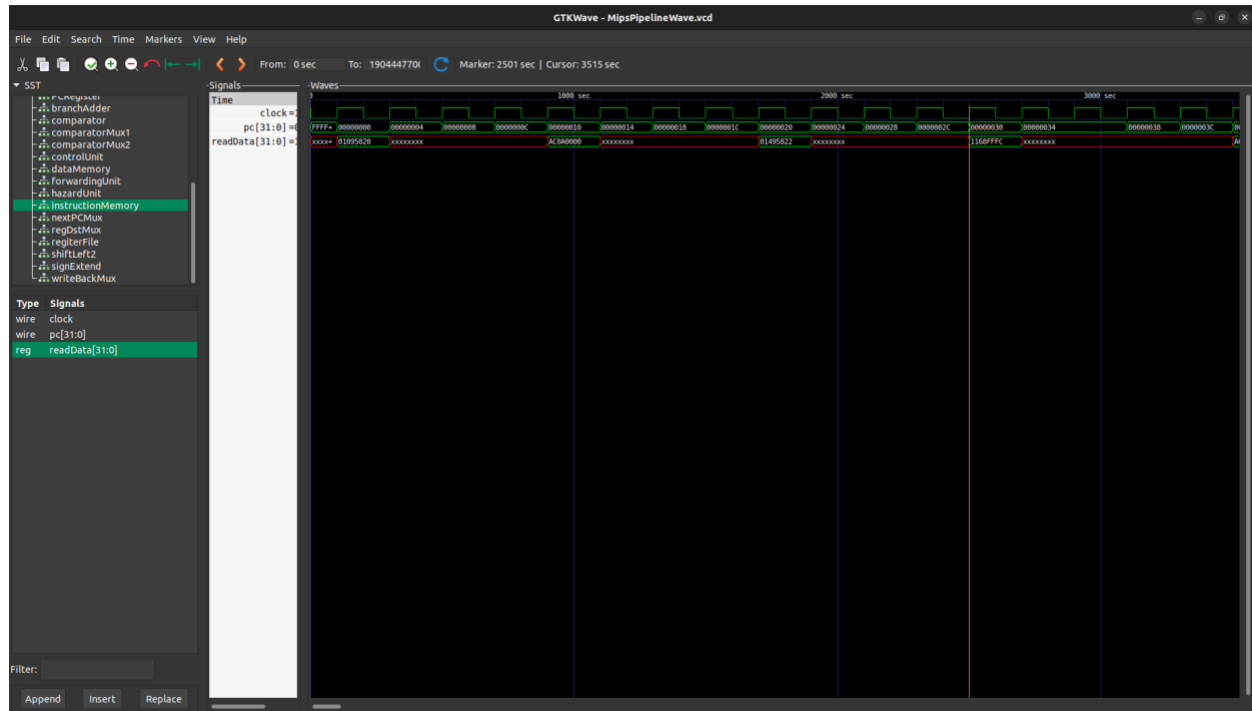 GTKWave - MipsPipelineWave.vcd
File Edit Search Time Markers View Help
From: 0 sec To: 1904447700 Marker: 2501 sec | Cursor: 3515 sec
SST
PCRegister
branchAdder
comparator
comparatorMux1
comparatorMux2
controlUnit
dataMemory
forwardingUnit
hazardUnit
instructionMemory
nextPCMux
regDstMux
regiterFile
shiftLeft2
signExtend
writeBackMux
Type Signals
wire clock
wire pc[31:0]
reg readData[31:0]
Filter:
Append Insert Replace
Signals
Time
clock =
pc[31:0] =
readData[31:0] =
Waves
1000 sec 2000 sec 3000 sec
FFFF+ 00000000 00000004 00000008 0000000C 00000010 00000014 00000018 0000001C 00000020 00000024 00000028 0000002C 00000030 00000034 00000038 0000003C
xxxx+ 01095020 xxxxxxxx AC0A0000 xxxxxxxx 01495822 xxxxxxxx 1168FFFC xxxxxxxx